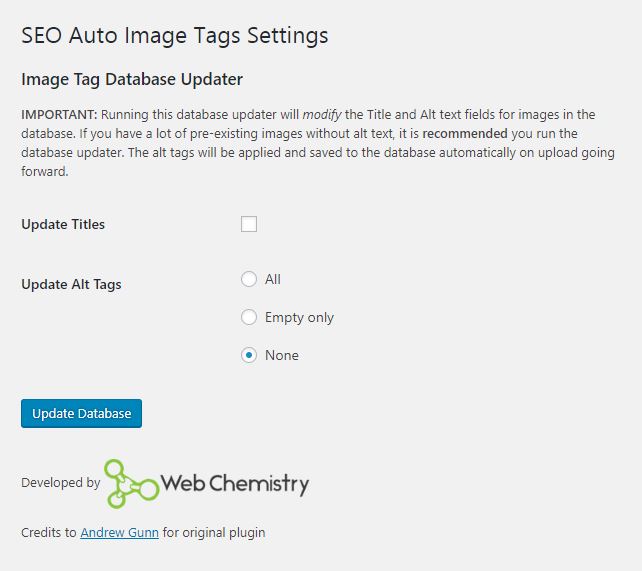 SEO Auto Image Tags Settings
Image Tag Database Updater
IMPORTANT: Running this database updater will modify the Title and Alt text fields for images in the
database. If you have a lot of pre-existing images without alt text, it is recommended you run the
database updater. The alt tags will be applied and saved to the database automatically on upload going
forward.
Update Titles
Update Alt Tags
All
Empty only
None
Update Database
Developed by Web Chemistry
Credits to Andrew Gunn for original plugin